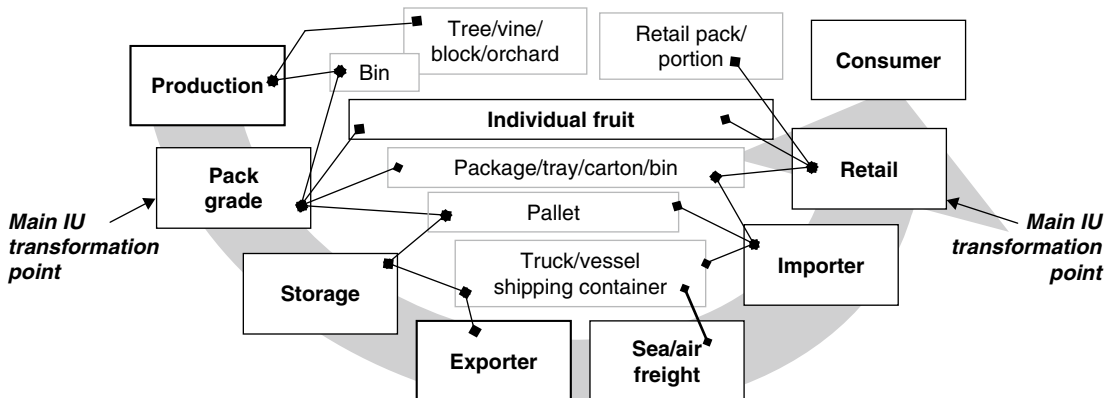 Tree/vine/
block/orchard
Retail pack/
portion
Consumer
Production
Bin
Individual fruit
Pack
grade
Package/tray/carton/bin
Retail
Main IU
transformation
point
Pallet
Main IU
transformation
point
Storage
Truck/vessel
shipping container
Importer
Exporter
Sea/air
freight